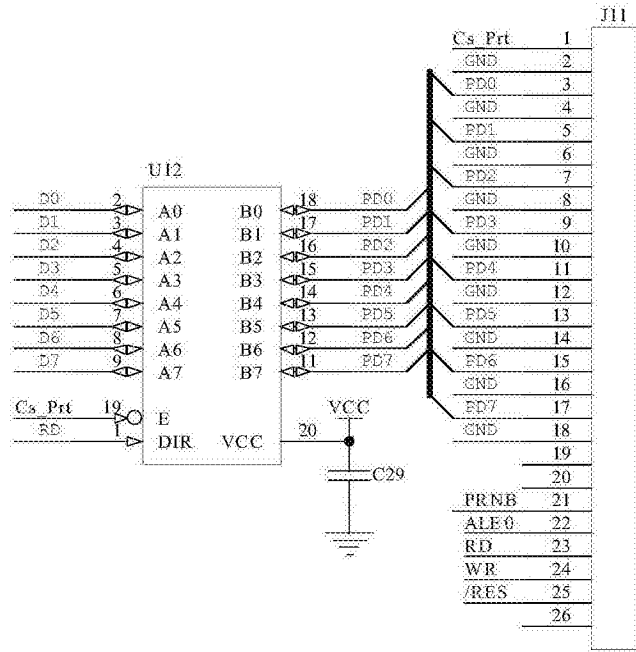 J11
Cs_Prt 1
GND 2
PD0 3
GND 4
PD1 5
GND 6
PD2 7
GND 8
PD3 9
GND 10
PD4 11
GND 12
PD5 13
GND 14
PD6 15
GND 16
PD7 17
GND 18
19
20
PRNB 21
ALE0 22
RD 23
WR 24
/RES 25
26
U12
D0 2 A0 B0 18 PD0
D1 3 A1 B1 17 PD1
D2 4 A2 B2 16 PD2
D3 5 A3 B3 15 PD3
D4 6 A4 B4 14 PD4
D5 7 A5 B5 13 PD5
D6 8 A6 B6 12 PD6
D7 9 A7 B7 11 PD7
Cs_Prt 19 E
RD 1 DIR VCC 20
VCC
C29